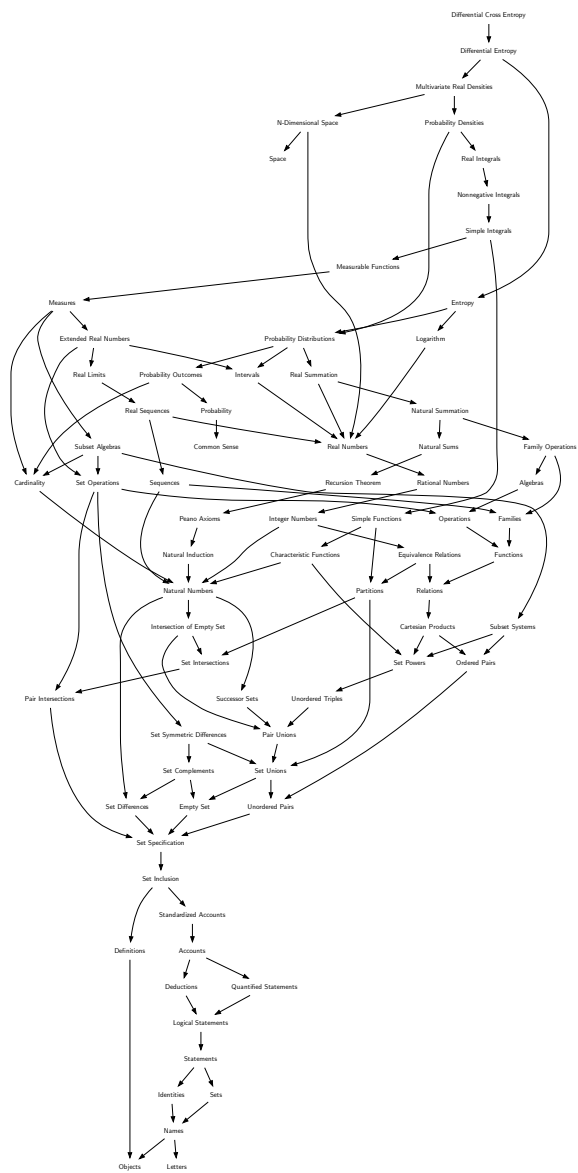 Differential Cross Entropy
Differential Entropy
Multivariate Real Densities
N-Dimensional Space
Probability Densities
Space
Real Integrals
Nonnegative Integrals
Simple Integrals
Measurable Functions
Measures
Entropy
Extended Real Numbers
Probability Distributions
Logarithm
Real Limits
Probability Outcomes
Intervals
Real Summation
Real Sequences
Probability
Natural Summation
Subset Algebras
Common Sense
Real Numbers
Natural Sums
Family Operations
Cardinality
Set Operations
Sequences
Recursion Theorem
Rational Numbers
Algebras
Peano Axioms
Integer Numbers
Simple Functions
Operations
Families
Natural Induction
Characteristic Functions
Equivalence Relations
Functions
Natural Numbers
Partitions
Relations
Intersection of Empty Set
Cartesian Products
Subset Systems
Set Intersections
Set Powers
Ordered Pairs
Pair Intersections
Successor Sets
Unordered Triples
Set Symmetric Differences
Pair Unions
Set Complements
Set Unions
Set Differences
Empty Set
Unordered Pairs
Set Specification
Set Inclusion
Standardized Accounts
Definitions
Accounts
Deductions
Quantified Statements
Logical Statements
Statements
Identities
Sets
Names
Objects
Letters